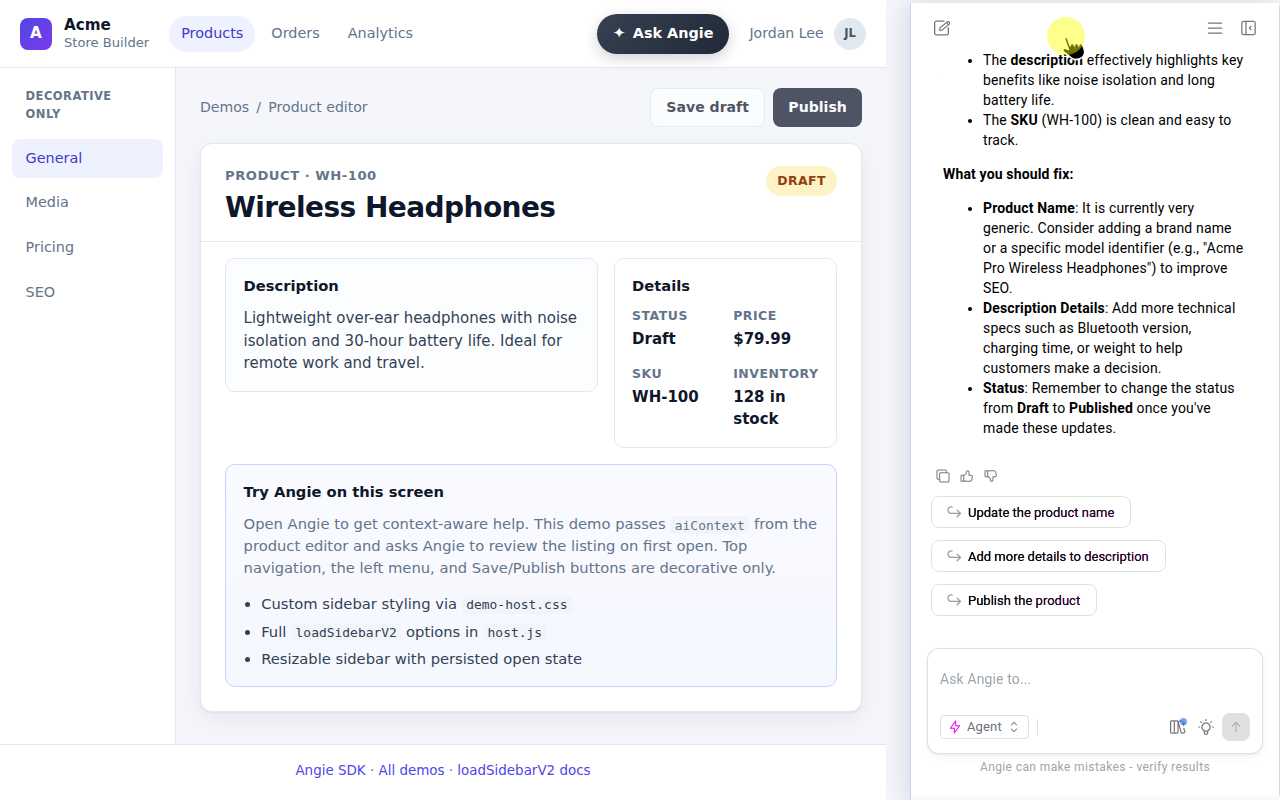 A
Acme
Store Builder
Products
Orders
Analytics
✦ Ask Angie
Jordan Lee
JL
DECORATIVE
ONLY
General
Media
Pricing
SEO
Demos / Product editor
Save draft
Publish
PRODUCT · WH-100
Wireless Headphones
DRAFT
Description
Lightweight over-ear headphones with noise
isolation and 30-hour battery life. Ideal for
remote work and travel.
Details
STATUS
Draft
PRICE
$79.99
SKU
WH-100
INVENTORY
128 in
stock
Try Angie on this screen
Open Angie to get context-aware help. This demo passes aiContext from the
product editor and asks Angie to review the listing on first open. Top
navigation, the left menu, and Save/Publish buttons are decorative only.
• Custom sidebar styling via demo-host.css
• Full loadSidebarV2 options in host.js
• Resizable sidebar with persisted open state
Angie SDK · All demos · loadSidebarV2 docs
• The description effectively highlights key
benefits like noise isolation and long
battery life.
• The SKU (WH-100) is clean and easy to
track.
What you should fix:
• Product Name: It is currently very
generic. Consider adding a brand name
or a specific model identifier (e.g., "Acme
Pro Wireless Headphones") to improve
SEO.
• Description Details: Add more technical
specs such as Bluetooth version,
charging time, or weight to help
customers make a decision.
• Status: Remember to change the status
from Draft to Published once you've
made these updates.
Update the product name
Add more details to description
Publish the product
Ask Angie to...
Agent
Angie can make mistakes - verify results